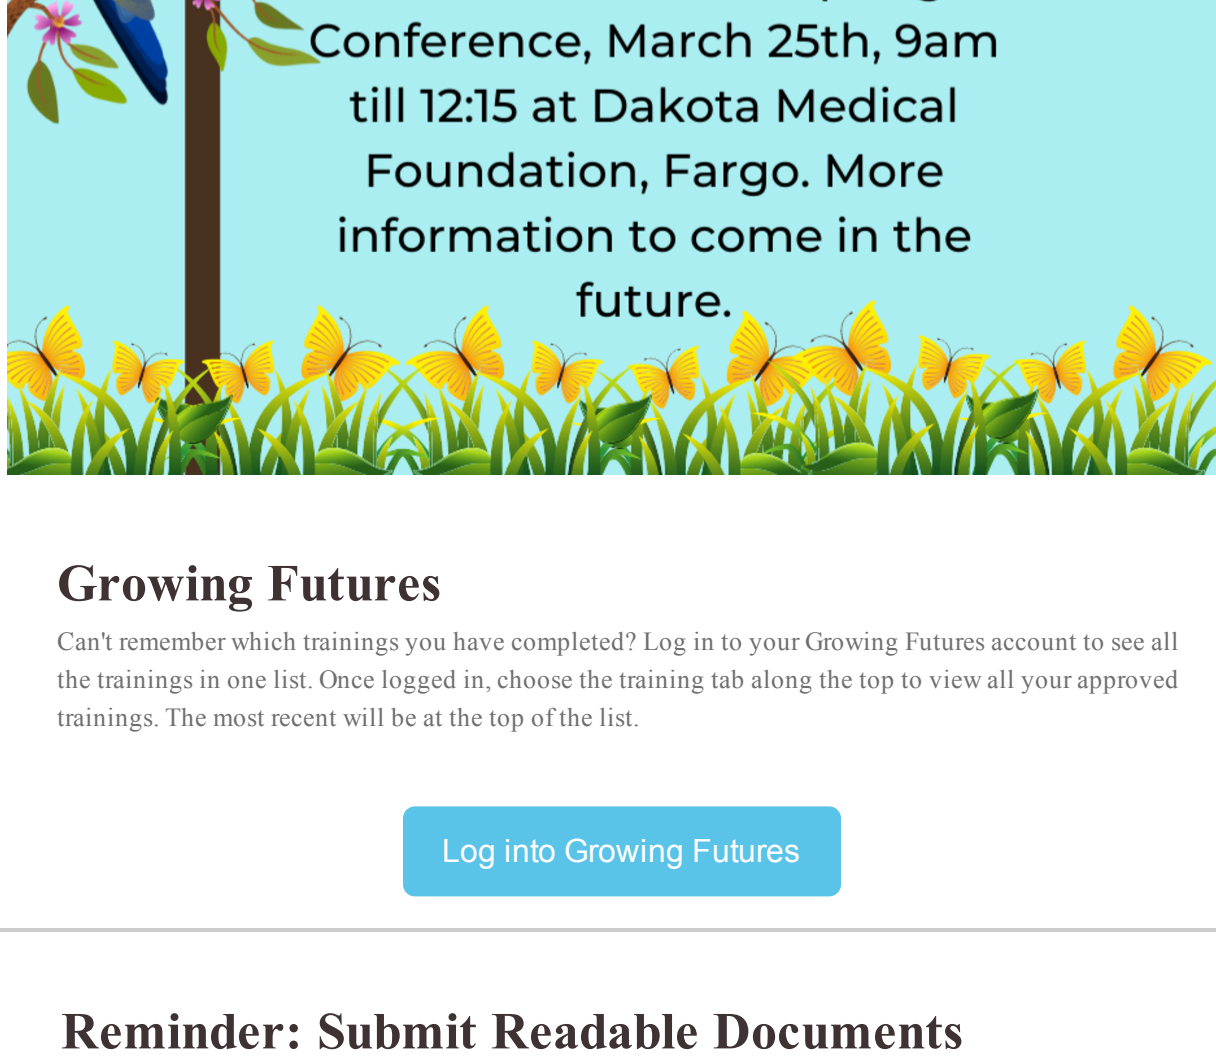 Conference, March 25th, 9am
till 12:15 at Dakota Medical
Foundation, Fargo. More
information to come in the
future.
Growing Futures
Can't remember which trainings you have completed? Log in to your Growing Futures account to see all
the trainings in one list. Once logged in, choose the training tab along the top to view all your approved
trainings. The most recent will be at the top of the list.
Log into Growing Futures
Reminder: Submit Readable Documents